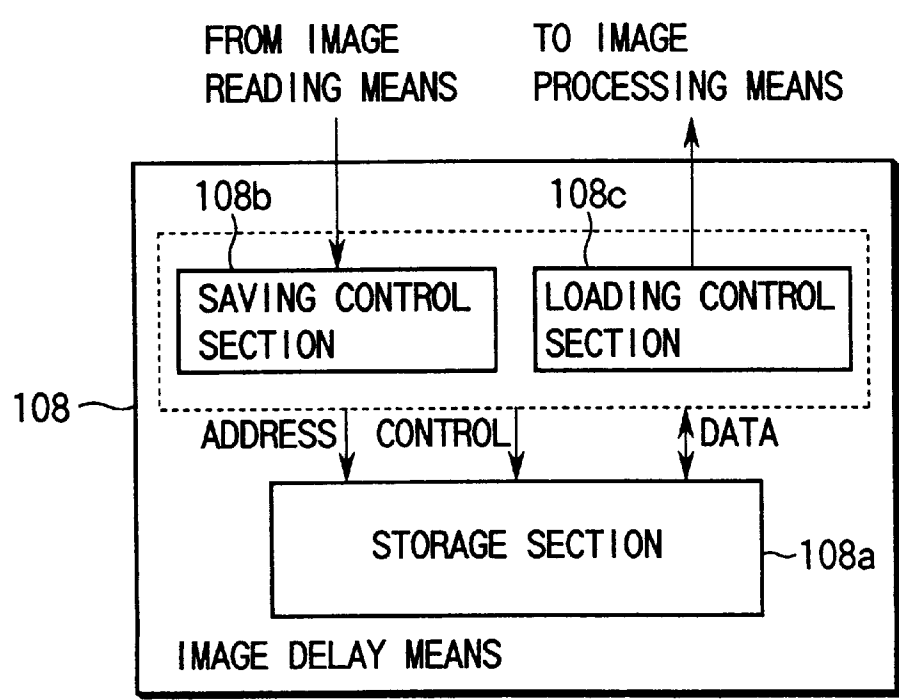 FROM IMAGE
READING MEANS
TO IMAGE
PROCESSING MEANS
108b
108c
SAVING CONTROL
SECTION
LOADING CONTROL
SECTION
108
ADDRESS
CONTROL
DATA
STORAGE SECTION
108a
IMAGE DELAY MEANS